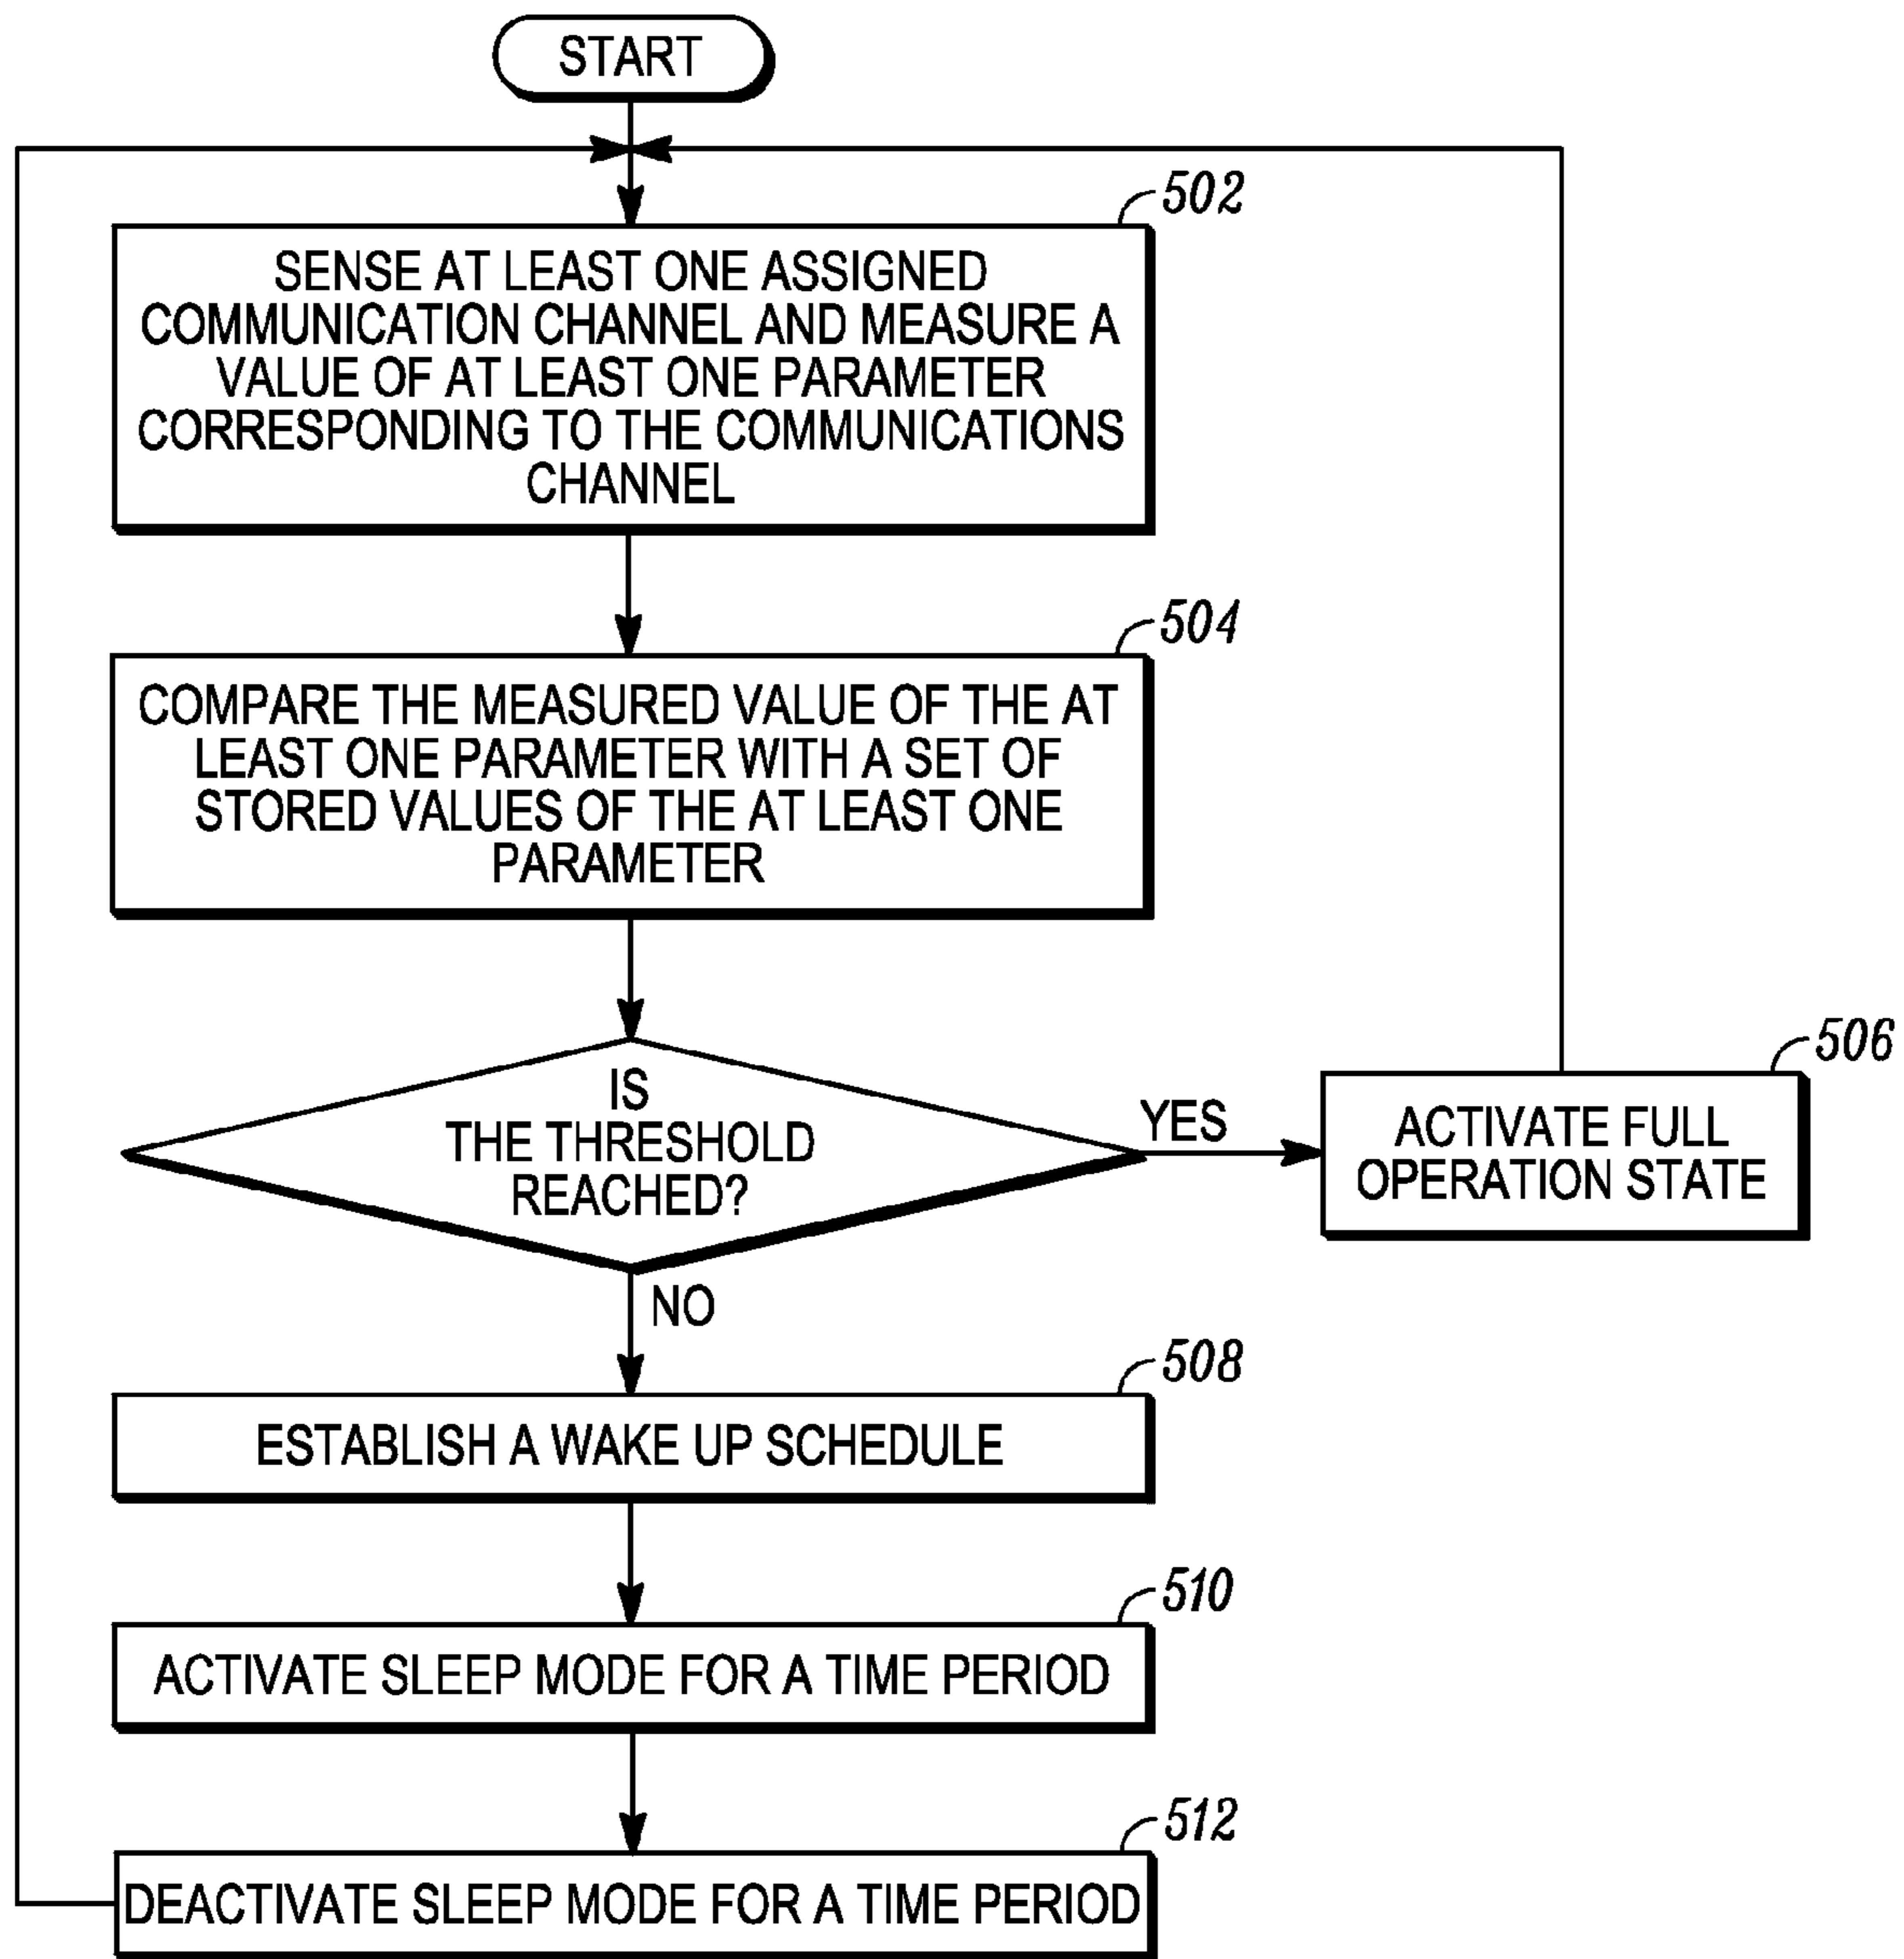 START
502
SENSE AT LEAST ONE ASSIGNED
COMMUNICATION CHANNEL AND MEASURE A
VALUE OF AT LEAST ONE PARAMETER
CORRESPONDING TO THE COMMUNICATIONS
CHANNEL
504
COMPARE THE MEASURED VALUE OF THE AT
LEAST ONE PARAMETER WITH A SET OF
STORED VALUES OF THE AT LEAST ONE
PARAMETER
IS
THE THRESHOLD
REACHED?
YES
506
ACTIVATE FULL
OPERATION STATE
NO
508
ESTABLISH A WAKE UP SCHEDULE
510
ACTIVATE SLEEP MODE FOR A TIME PERIOD
512
DEACTIVATE SLEEP MODE FOR A TIME PERIOD